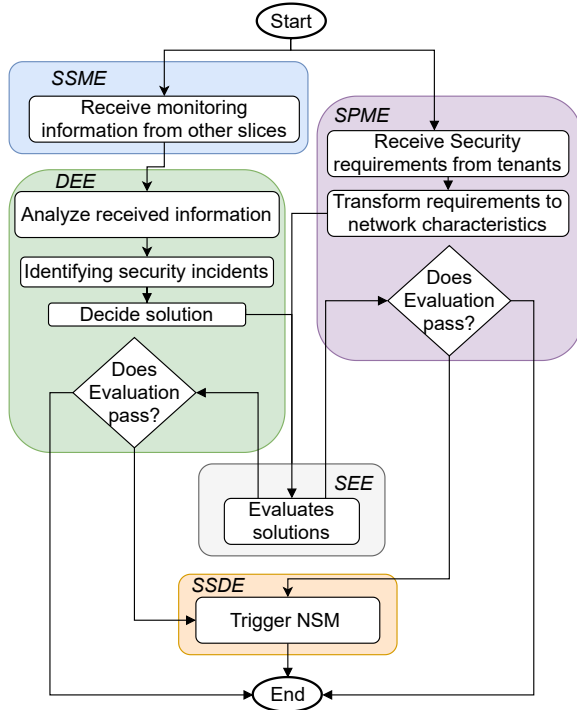 Start
SSME
Receive monitoring
information from other slices
SPME
Receive Security
requirements from tenants
Transform requirements to
network characteristics
Does
Evaluation
pass?
DEE
Analyze received information
Identifying security incidents
Decide solution
Does
Evaluation
pass?
SEE
Evaluates
solutions
SSDE
Trigger NSM
End